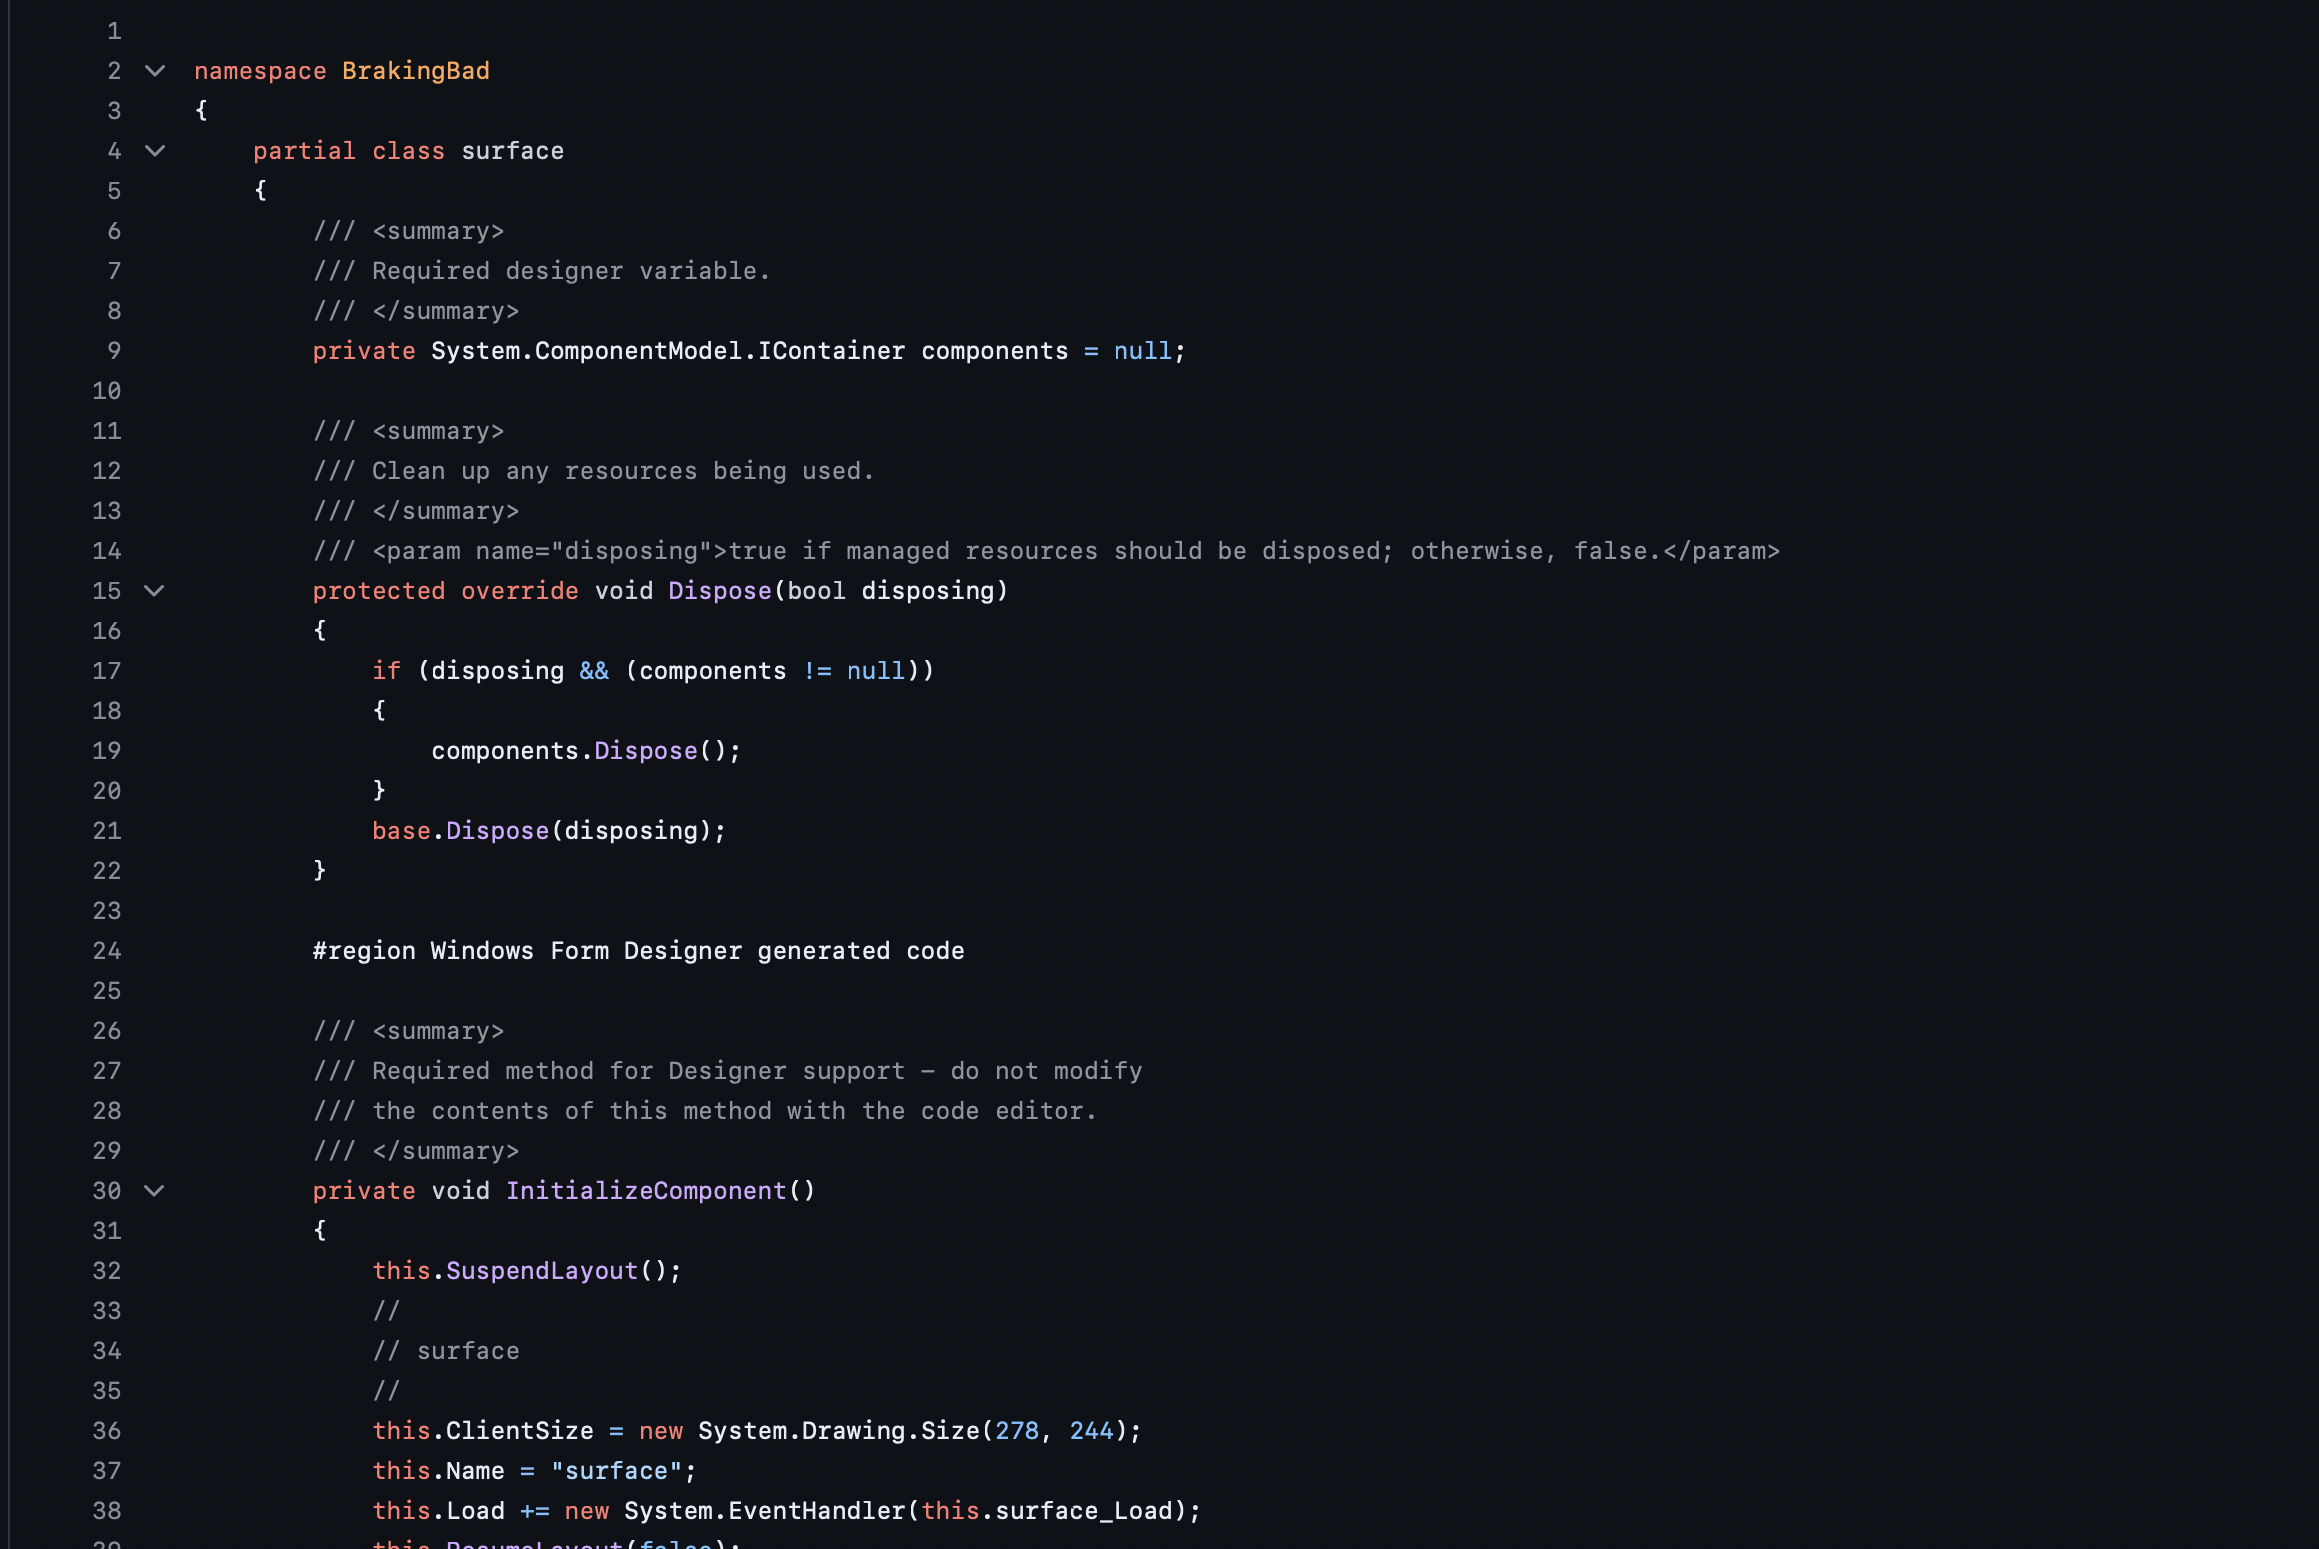 1
2 namespace BrakingBad
3 {
4     partial class surface
5     {
6         /// <summary>
7         /// Required designer variable.
8         /// </summary>
9         private System.ComponentModel.IContainer components = null;
10
11         /// <summary>
12         /// Clean up any resources being used.
13         /// </summary>
14         /// <param name="disposing">true if managed resources should be disposed; otherwise, false.</param>
15         protected override void Dispose(bool disposing)
16         {
17             if (disposing && (components != null))
18             {
19                 components.Dispose();
20             }
21             base.Dispose(disposing);
22         }
23
24         #region Windows Form Designer generated code
25
26         /// <summary>
27         /// Required method for Designer support – do not modify
28         /// the contents of this method with the code editor.
29         /// </summary>
30         private void InitializeComponent()
31         {
32             this.SuspendLayout();
33             //
34             // surface
35             //
36             this.ClientSize = new System.Drawing.Size(278, 244);
37             this.Name = "surface";
38             this.Load += new System.EventHandler(this.surface_Load);
39             this.ResumeLayout(false);